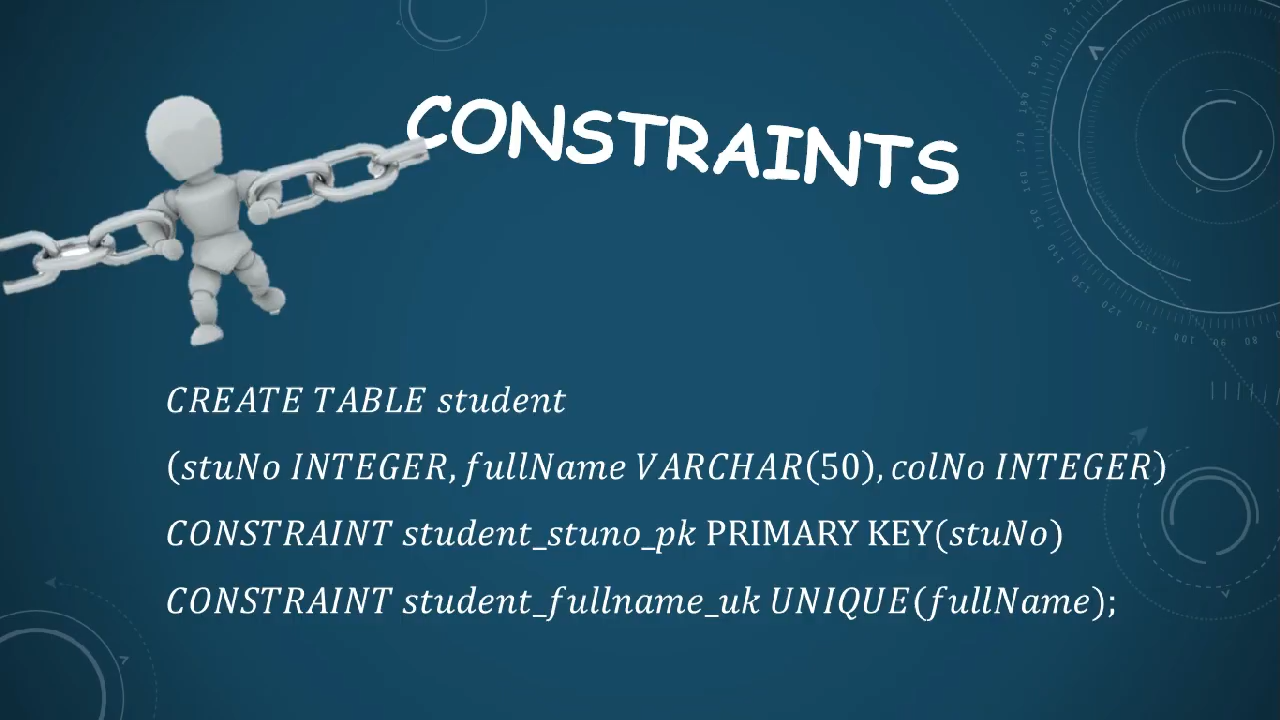 CONSTRAINTS
CREATE TABLE student
(stuNo INTEGER, fullName VARCHAR(50), colNo INTEGER)
CONSTRAINT student_stuno_pk PRIMARY KEY(stuNo)
CONSTRAINT student_fullname_uk UNIQUE(fullName);